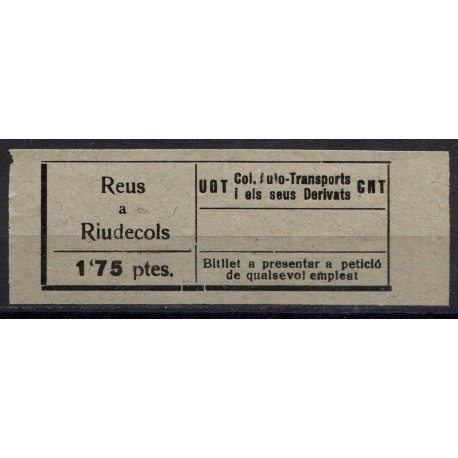 Reus
a
Riudecols
1'75 ptes.
UGT Col. Auto-Transports CNT
i els seus Derivats
Bitllet a presentar a petició
de qualsevol empleat